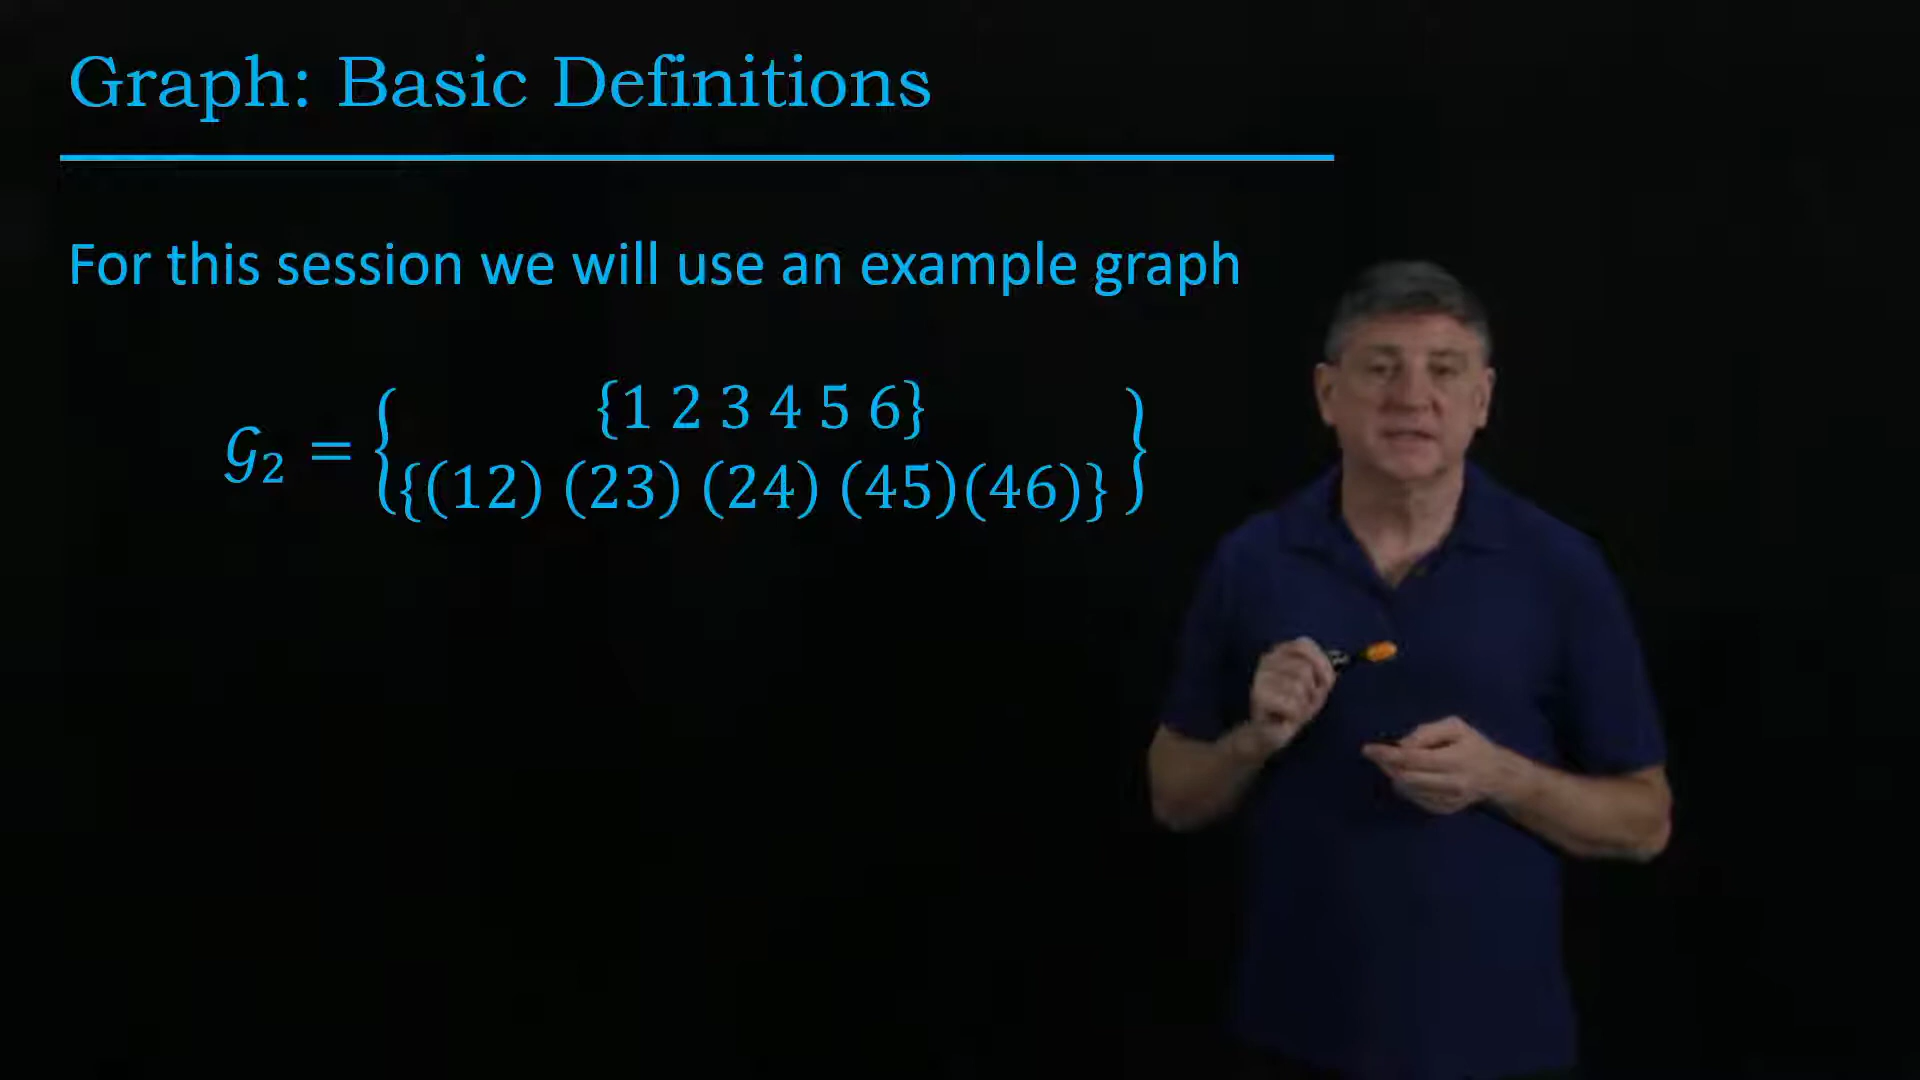 Graph: Basic Definitions
For this session we will use an example graph
𝒢₂ = { {1 2 3 4 5 6}
{(12) (23) (24) (45)(46)} }